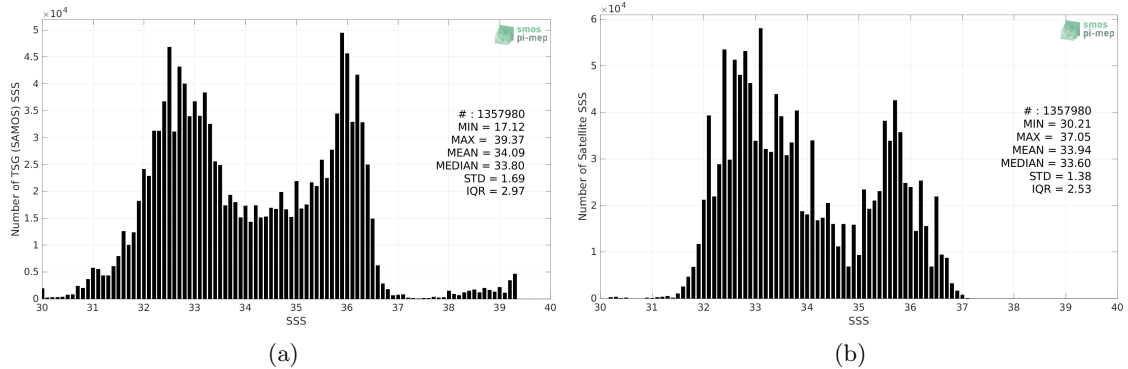 ×10⁴
5
4.5
4
3.5
3
2.5
2
1.5
1
0.5
0
30 31 32 33 34 35 36 37 38 39 40
SSS
Number of TSG (SAMOS) SSS
smos
pi-mep
# : 1357980
MIN = 17.12
MAX = 39.37
MEAN = 34.09
MEDIAN = 33.80
STD = 1.69
IQR = 2.97
(a)
×10⁴
6
5
4
3
2
1
0
30 31 32 33 34 35 36 37 38 39 40
SSS
Number of Satellite SSS
smos
pi-mep
# : 1357980
MIN = 30.21
MAX = 37.05
MEAN = 33.94
MEDIAN = 33.60
STD = 1.38
IQR = 2.53
(b)